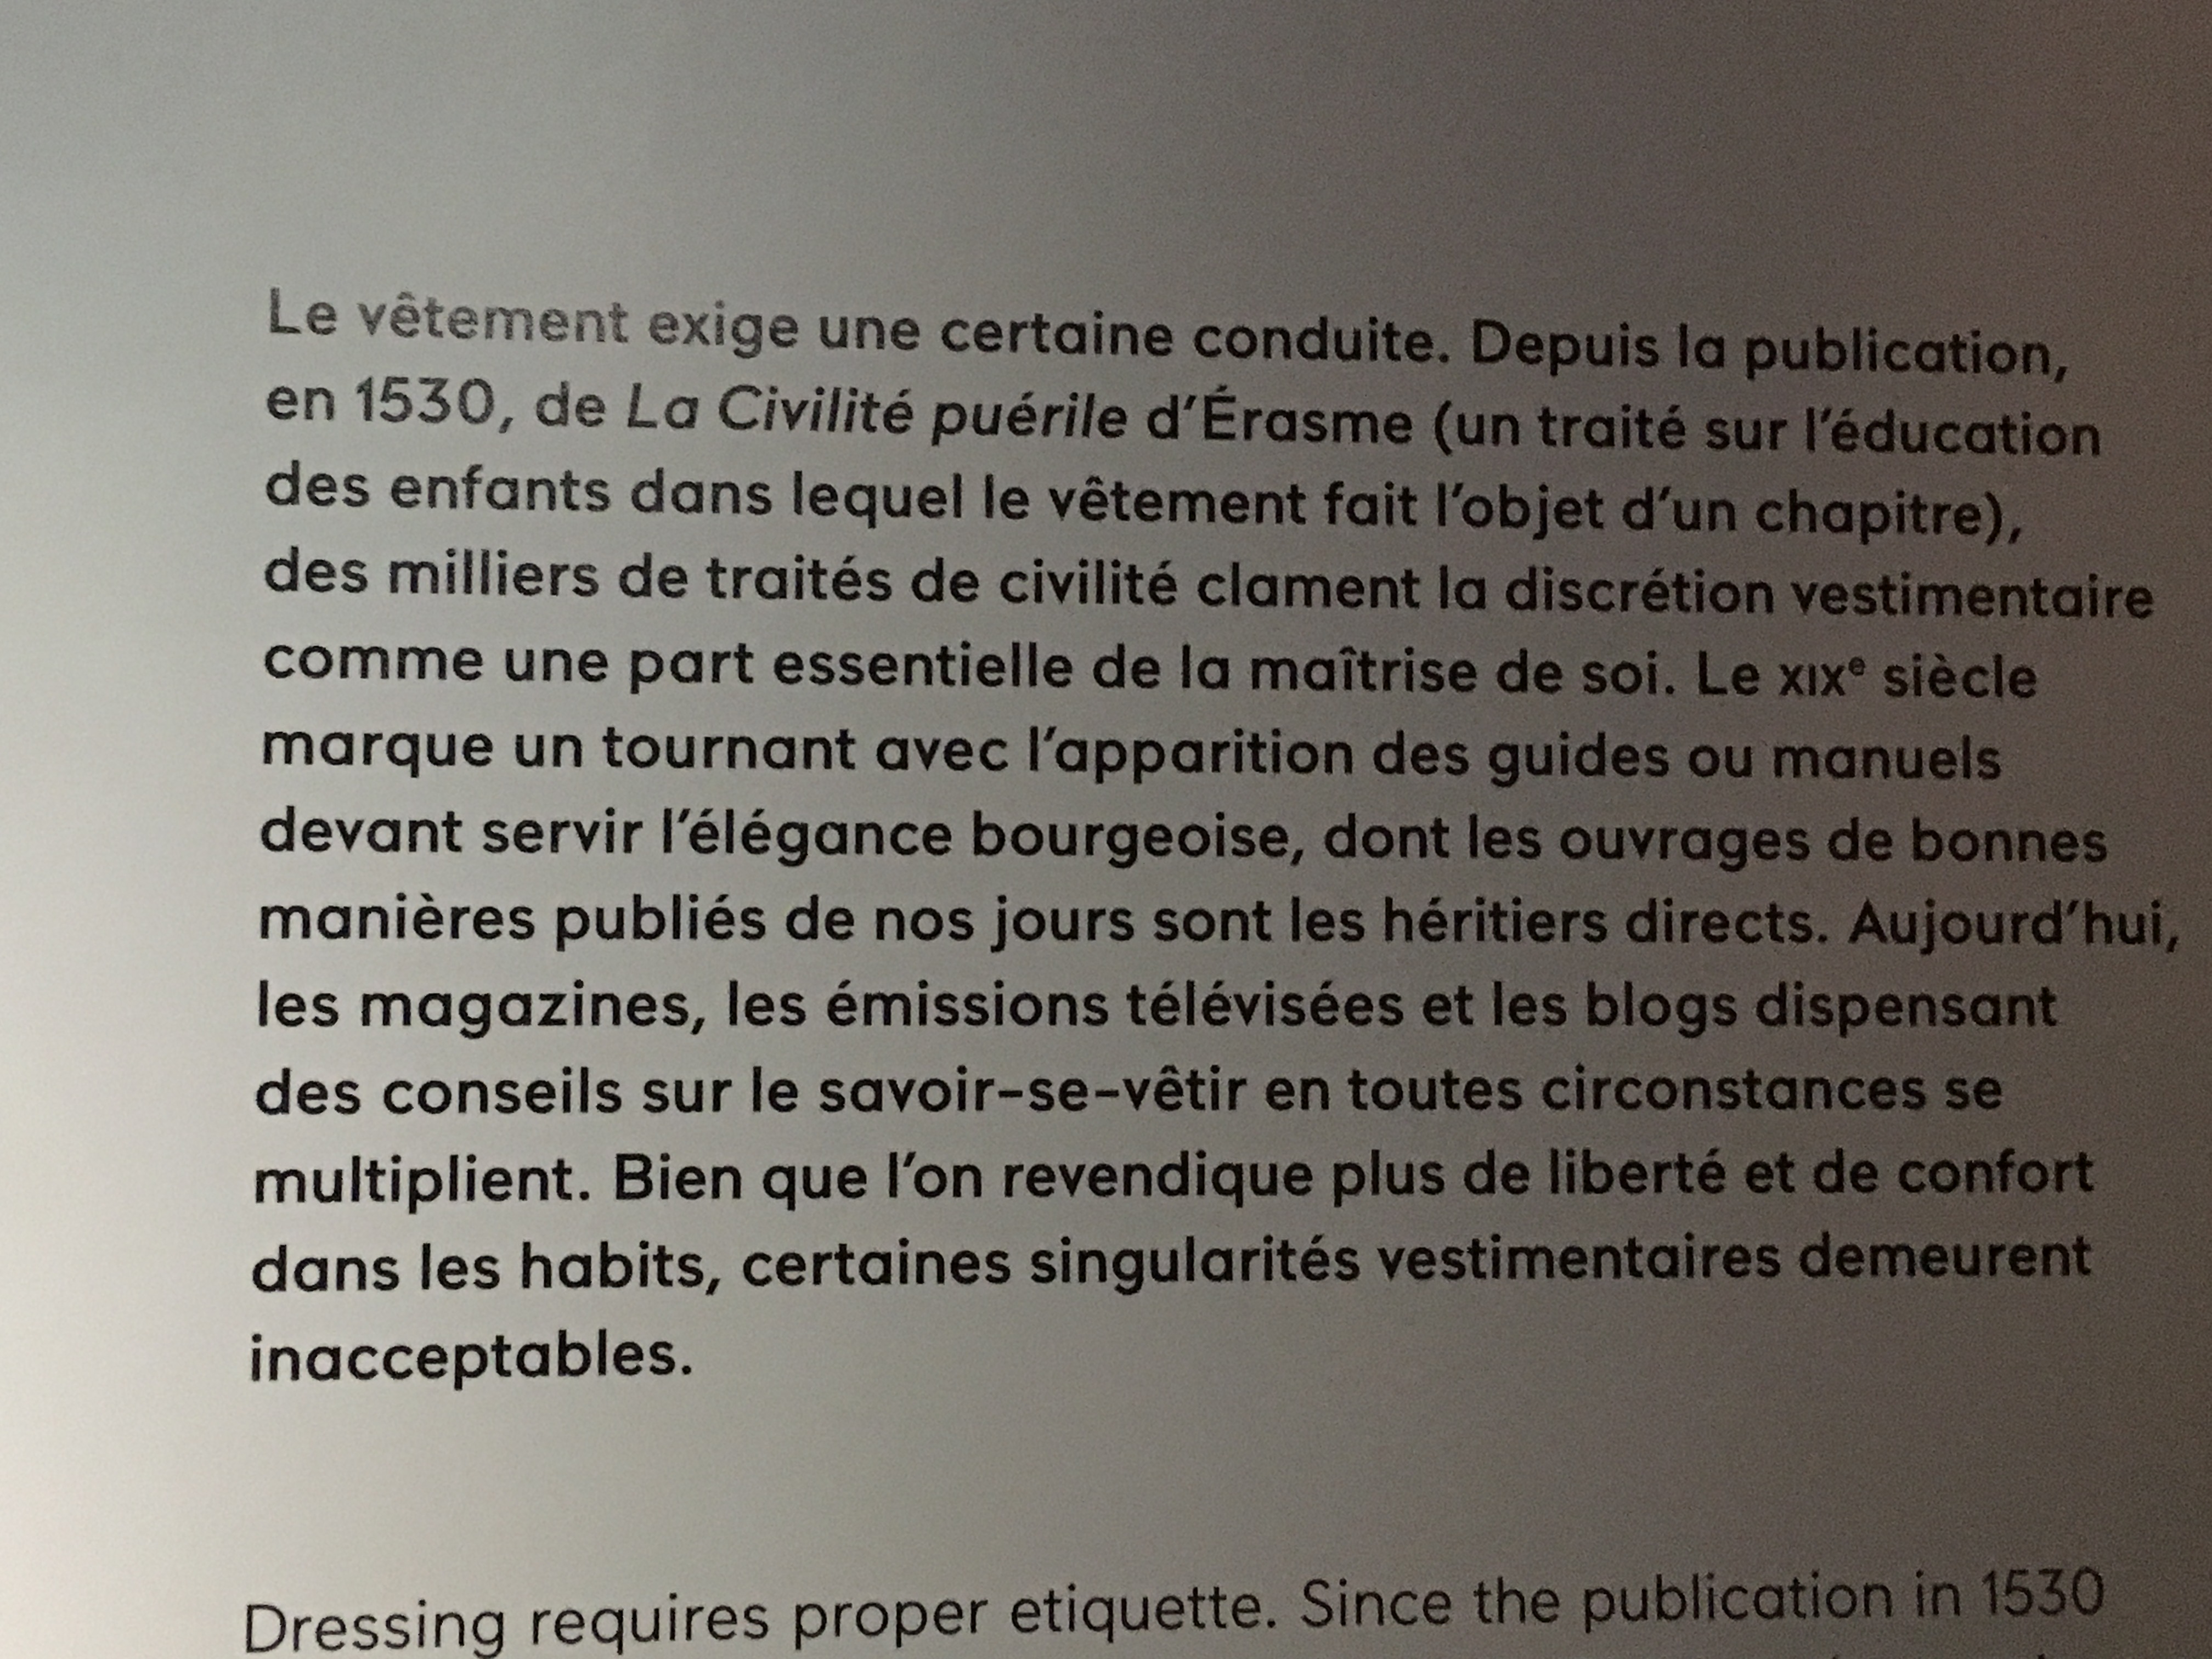 Le vêtement exige une certaine conduite. Depuis la publication,
en 1530, de La Civilité puérile d’Érasme (un traité sur l’éducation
des enfants dans lequel le vêtement fait l’objet d’un chapitre),
des milliers de traités de civilité clament la discrétion vestimentaire
comme une part essentielle de la maîtrise de soi. Le XIXᵉ siècle
marque un tournant avec l’apparition des guides ou manuels
devant servir l’élégance bourgeoise, dont les ouvrages de bonnes
manières publiés de nos jours sont les héritiers directs. Aujourd’hui,
les magazines, les émissions télévisées et les blogs dispensant
des conseils sur le savoir-se-vêtir en toutes circonstances se
multiplient. Bien que l’on revendique plus de liberté et de confort
dans les habits, certaines singularités vestimentaires demeurent
inacceptables.
Dressing requires proper etiquette. Since the publication in 1530